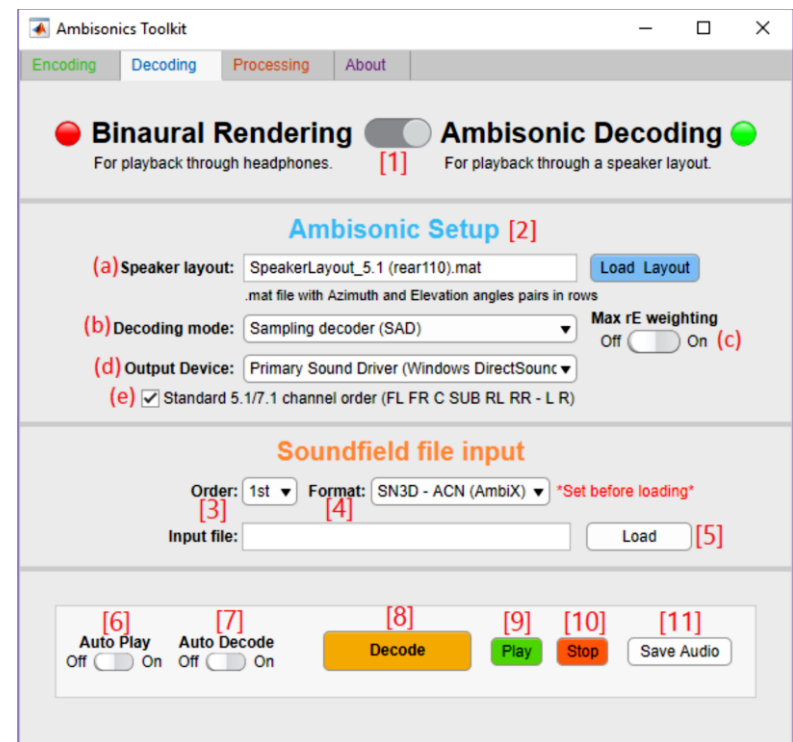 Ambisonics Toolkit
Encoding Decoding Processing About
Binaural Rendering Ambisonic Decoding
For playback through headphones. [1] For playback through a speaker layout.
Ambisonic Setup [2]
(a) Speaker layout: SpeakerLayout_5.1 (rear110).mat Load Layout
.mat file with Azimuth and Elevation angles pairs in rows
(b) Decoding mode: Sampling decoder (SAD) Max rE weighting
Off On (c)
(d) Output Device: Primary Sound Driver (Windows DirectSounc
(e) Standard 5.1/7.1 channel order (FL FR C SUB RL RR - L R)
Soundfield file input
Order: 1st Format: SN3D - ACN (AmbiX) *Set before loading*
[3] [4]
Input file: Load [5]
[6] [7] [8] [9] [10] [11]
Auto Play Auto Decode Decode Play Stop Save Audio
Off On Off On